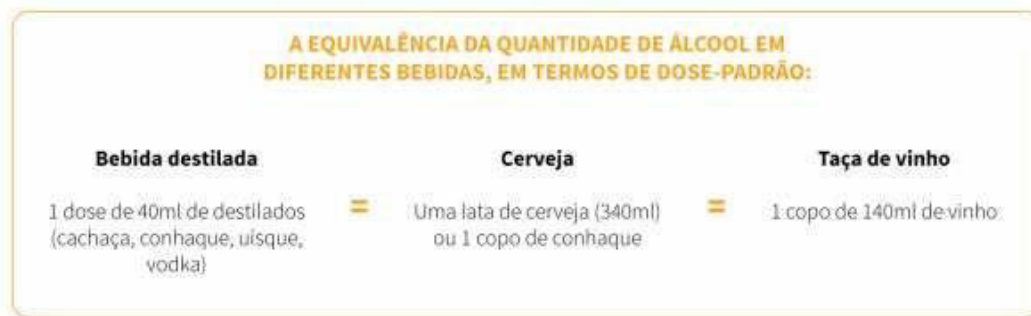 A EQUIVALÊNCIA DA QUANTIDADE DE ÁLCOOL EM
DIFERENTES BEBIDAS, EM TERMOS DE DOSE-PADRÃO:
Bebida destilada
1 dose de 40ml de destilados
(cachaça, conhaque, uísque,
vodka)
=
Cerveja
Uma lata de cerveja (340ml)
ou 1 copo de conhaque
=
Taça de vinho
1 copo de 140ml de vinho